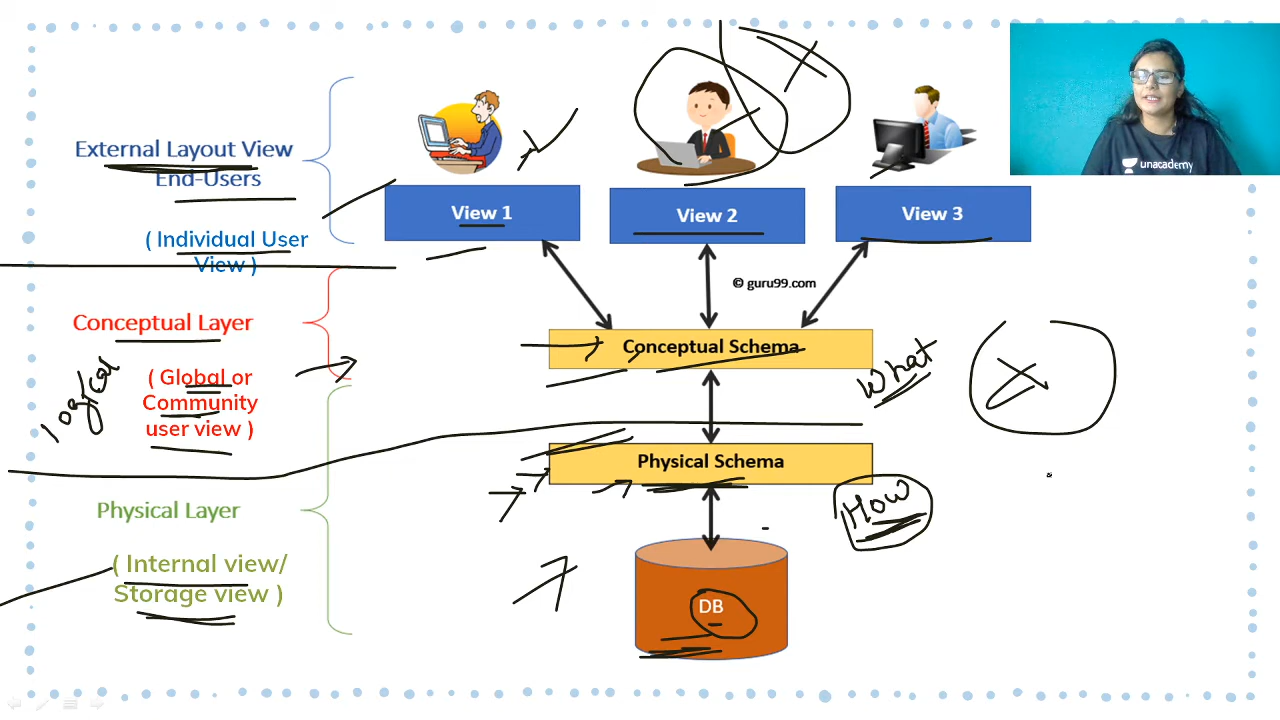 External Layout View
End-Users
( Individual User
View )
View 1
View 2
View 3
© guru99.com
unacademy
Conceptual Layer
( Global or
Community
user view )
logical
Conceptual Schema
What
Physical Schema
How
Physical Layer
( Internal view/
Storage view )
DB